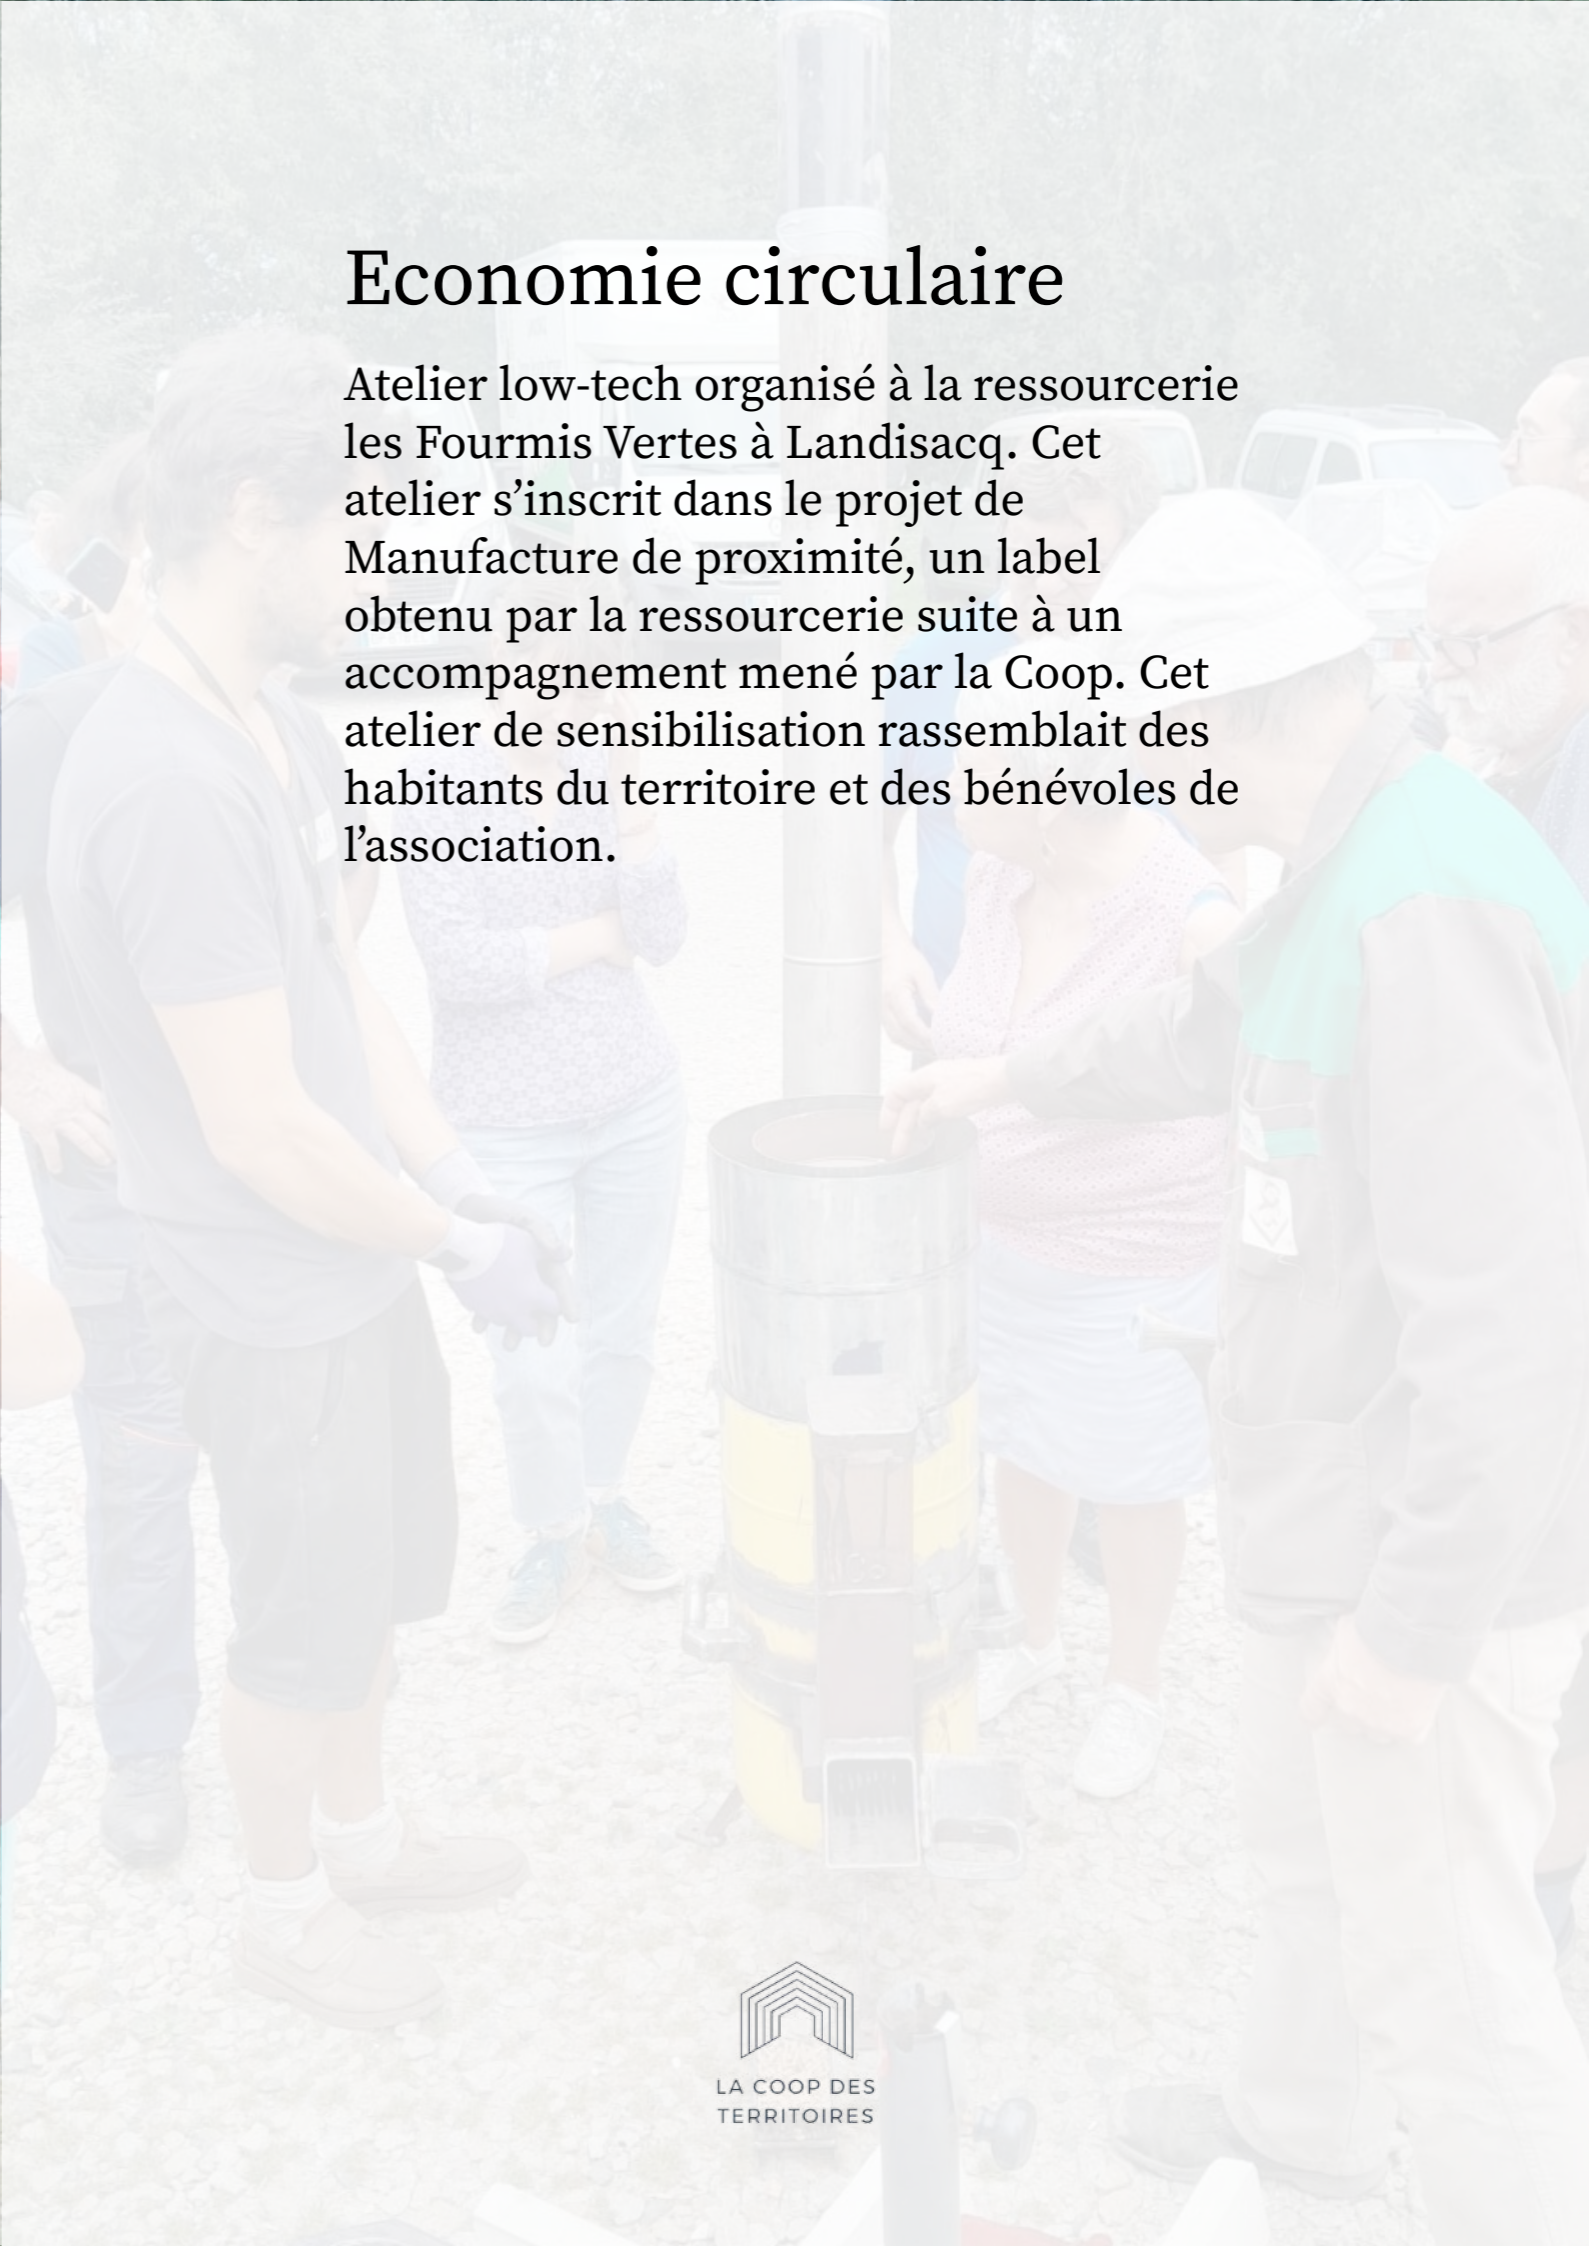 Economie circulaire
Atelier low-tech organisé à la ressourcerie
les Fourmis Vertes à Landisacq. Cet
atelier s’inscrit dans le projet de
Manufacture de proximité, un label
obtenu par la ressourcerie suite à un
accompagnement mené par la Coop. Cet
atelier de sensibilisation rassemblait des
habitants du territoire et des bénévoles de
l’association.
LA COOP DES
TERRITOIRES